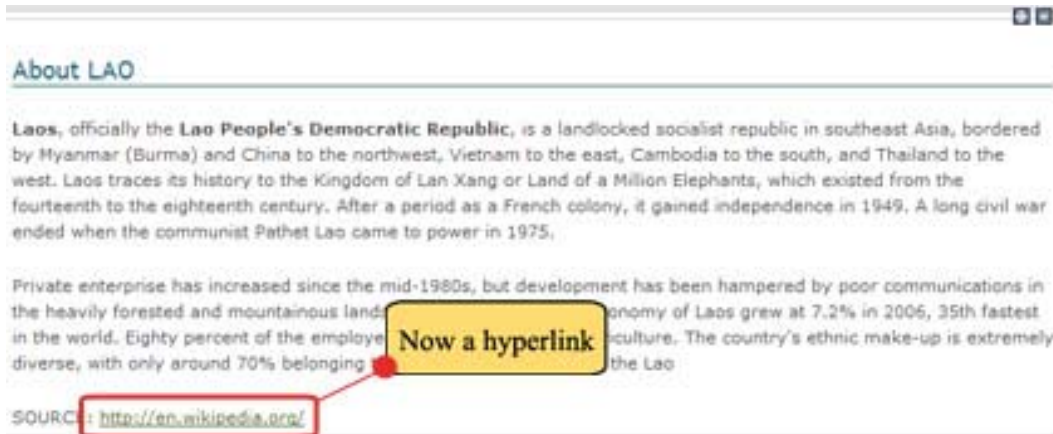 About LAO
Laos, officially the Lao People's Democratic Republic, is a landlocked socialist republic in southeast Asia, bordered
by Myanmar (Burma) and China to the northwest, Vietnam to the east, Cambodia to the south, and Thailand to the
west. Laos traces its history to the Kingdom of Lan Xang or Land of a Million Elephants, which existed from the
fourteenth to the eighteenth century. After a period as a French colony, it gained independence in 1949. A long civil war
ended when the communist Pathet Lao came to power in 1975.
Private enterprise has increased since the mid-1980s, but development has been hampered by poor communications in
the heavily forested and mountainous lands onomy of Laos grew at 7.2% in 2006, 35th fastest
in the world. Eighty percent of the employe culture. The country's ethnic make-up is extremely
diverse, with only around 70% belonging the Lao
Now a hyperlink
SOURCE: http://en.wikipedia.org/